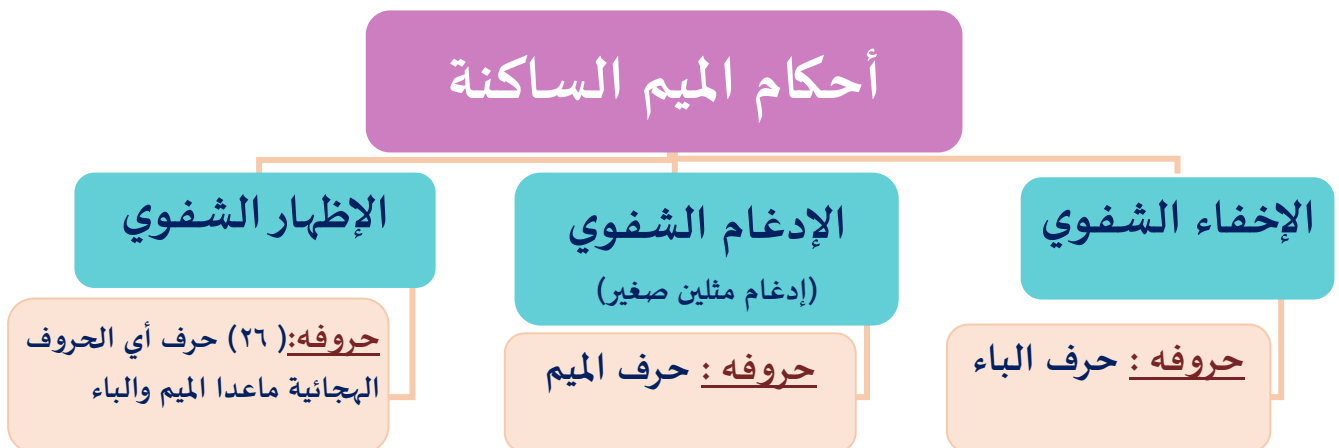 أحكام الميم الساكنة
الإخفاء الشفوي
حروفه : حرف الباء
الإدغام الشفوي
(إدغام مثلين صغير)
حروفه : حرف الميم
الإظهار الشفوي
حروفه:( ٢٦) حرف أي الحروف
الهجائية ماعدا الميم والباء